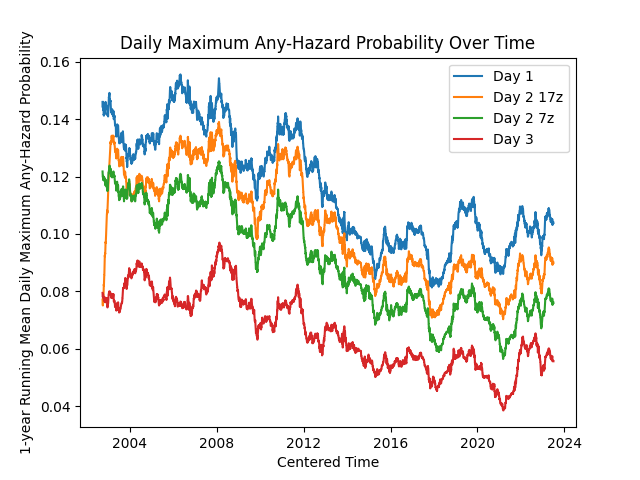 Daily Maximum Any-Hazard Probability Over Time
1-year Running Mean Daily Maximum Any-Hazard Probability
0.16
0.14
0.12
0.10
0.08
0.06
0.04
Day 1
Day 2 17z
Day 2 7z
Day 3
2004
2008
2012
2016
2020
2024
Centered Time